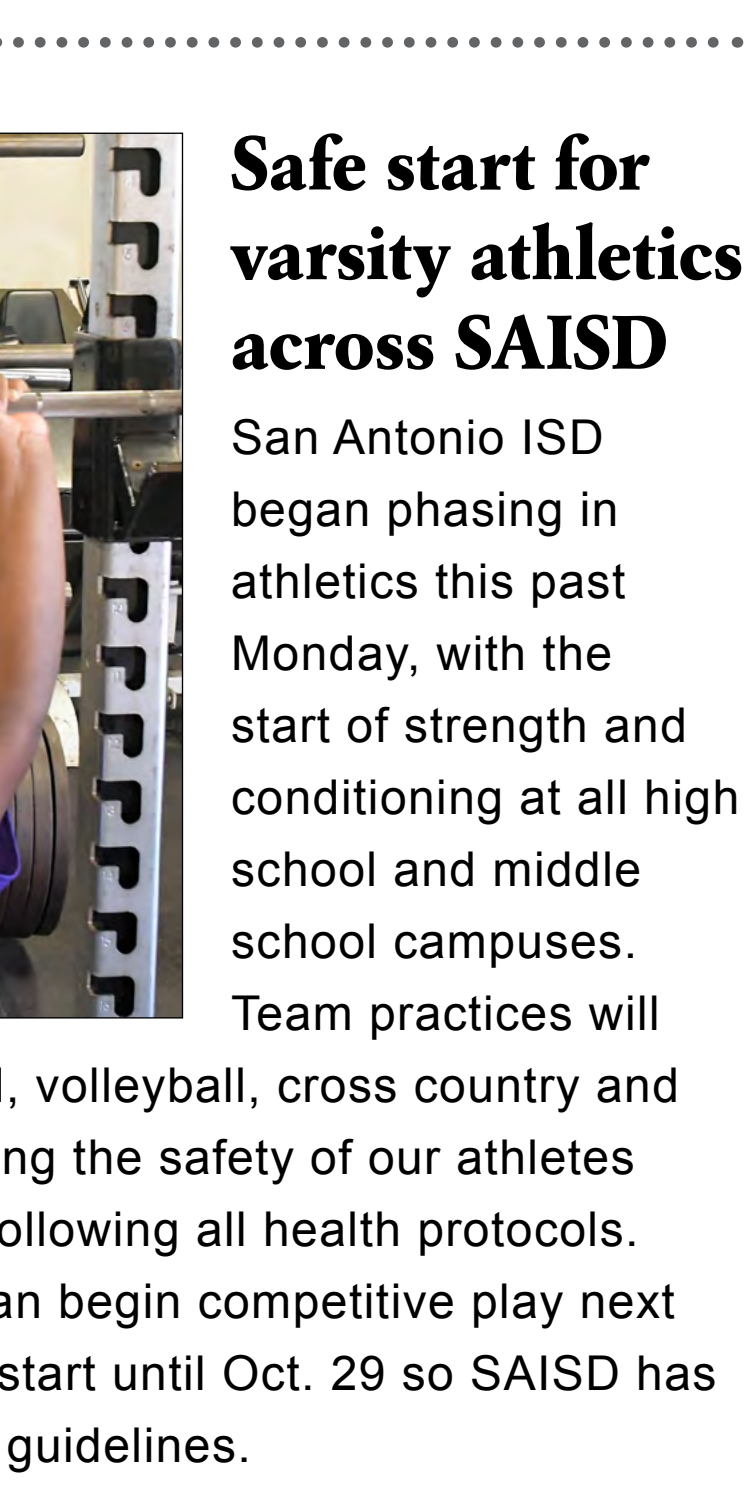 Safe start for
varsity athletics
across SAISD
San Antonio ISD
began phasing in
athletics this past
Monday, with the
start of strength and
conditioning at all high
school and middle
school campuses.
Team practices will
, volleyball, cross country and
ng the safety of our athletes
ollowing all health protocols.
an begin competitive play next
start until Oct. 29 so SAISD has
guidelines.